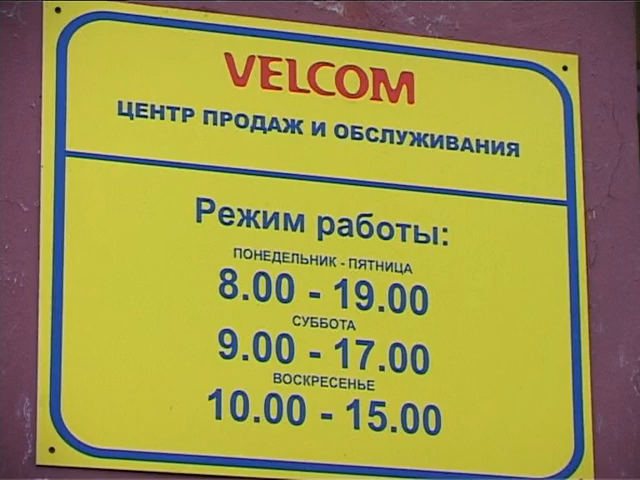 VELCOM
ЦЕНТР ПРОДАЖ И ОБСЛУЖИВАНИЯ
Режим работы:
ПОНЕДЕЛЬНИК - ПЯТНИЦА
8.00 - 19.00
СУББОТА
9.00 - 17.00
ВОСКРЕСЕНЬЕ
10.00 - 15.00